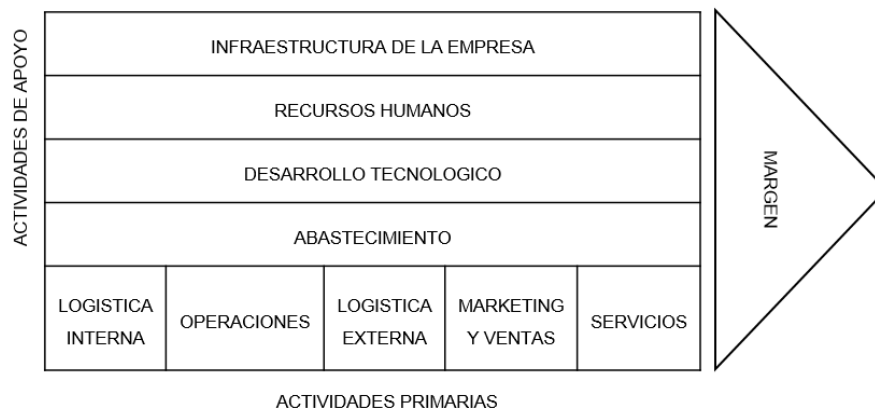 ACTIVIDADES DE APOYO
INFRAESTRUCTURA DE LA EMPRESA
RECURSOS HUMANOS
DESARROLLO TECNOLOGICO
ABASTECIMIENTO
LOGISTICA
INTERNA
OPERACIONES
LOGISTICA
EXTERNA
MARKETING
Y VENTAS
SERVICIOS
MARGEN
ACTIVIDADES PRIMARIAS